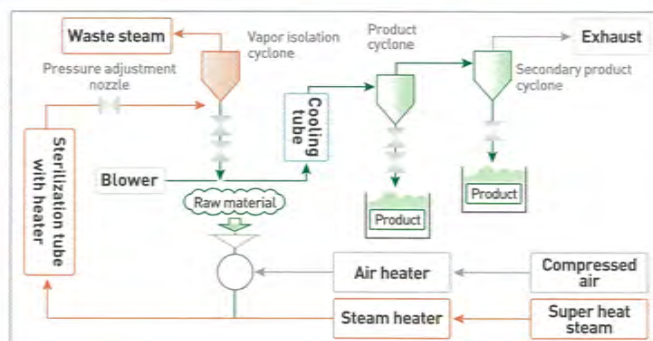 Waste steam
Vapor isolation
cyclone
Product
cyclone
Exhaust
Pressure adjustment
nozzle
Secondary product
cyclone
Cooling
tube
Sterilization tube
with heater
Blower
Raw material
Product
Product
Air heater
Compressed
air
Steam heater
Super heat
steam